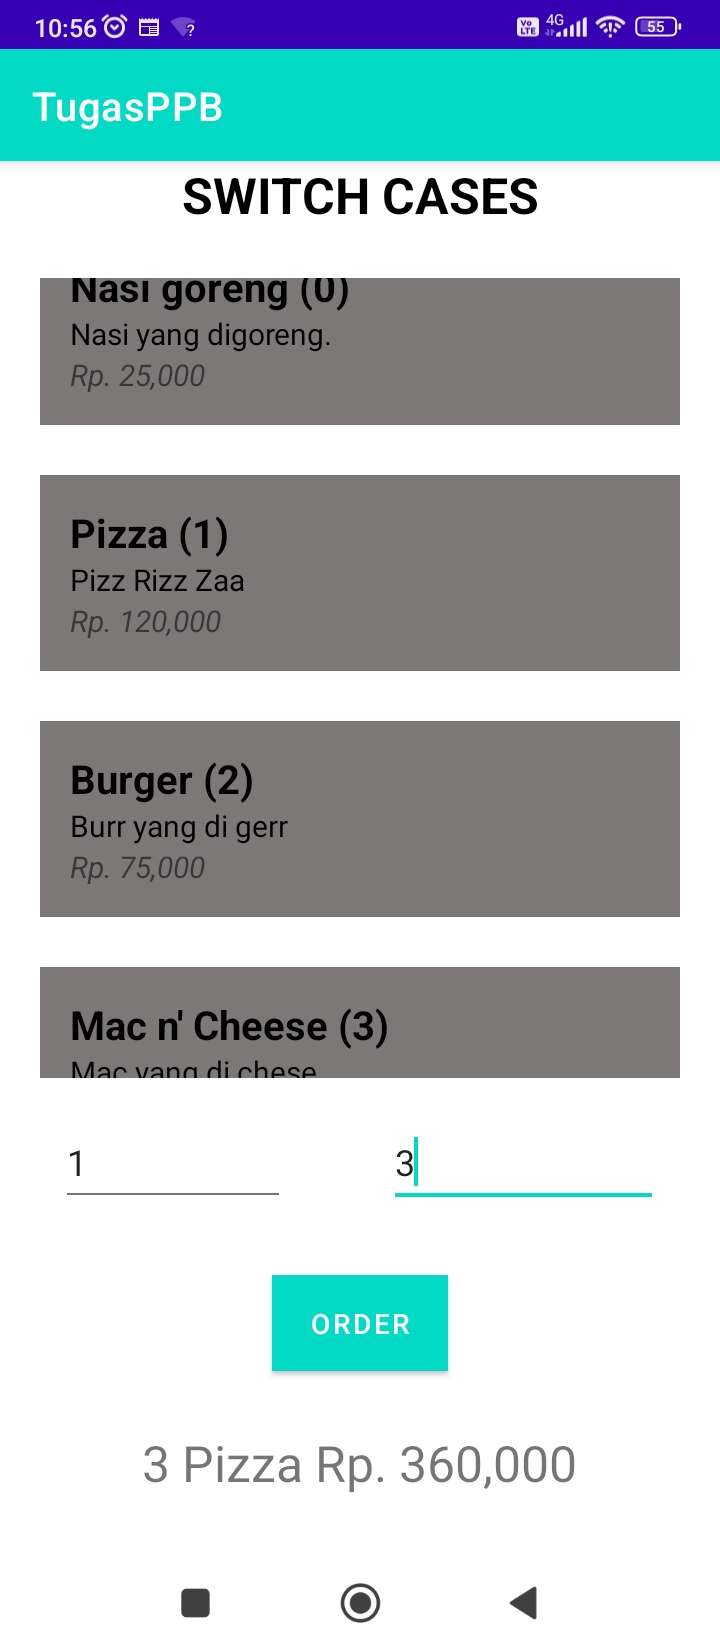 10:56
Vo LTE 4G 55
TugasPPB
SWITCH CASES
Nasi goreng (0)
Nasi yang digoreng.
Rp. 25,000
Pizza (1)
Pizz Rizz Zaa
Rp. 120,000
Burger (2)
Burr yang di gerr
Rp. 75,000
Mac n' Cheese (3)
Mac yang di chese
1
3
ORDER
3 Pizza Rp. 360,000